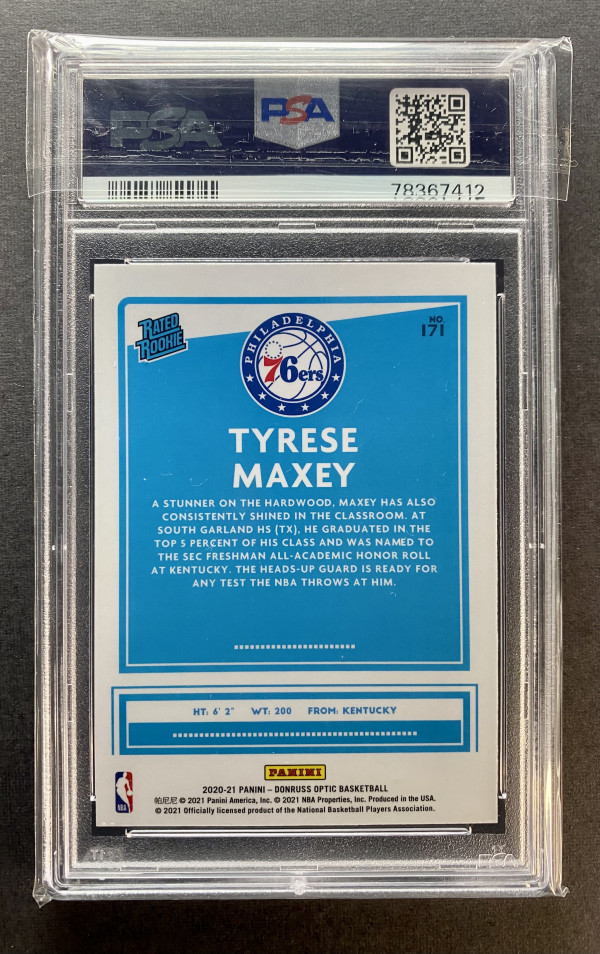 PSA
PSA
78367412
RATED
ROOKIE
PHILADELPHIA
76ers
NO.
171
TYRESE
MAXEY
A STUNNER ON THE HARDWOOD, MAXEY HAS ALSO
CONSISTENTLY SHINED IN THE CLASSROOM. AT
SOUTH GARLAND HS (TX), HE GRADUATED IN THE
TOP 5 PERCENT OF HIS CLASS AND WAS NAMED TO
THE SEC FRESHMAN ALL-ACADEMIC HONOR ROLL
AT KENTUCKY. THE HEADS-UP GUARD IS READY FOR
ANY TEST THE NBA THROWS AT HIM.
HT: 6' 2" WT: 200 FROM: KENTUCKY
PANINI
2020-21 PANINI – DONRUSS OPTIC BASKETBALL
帕尼尼 © 2021 Panini America, Inc. © 2021 NBA Properties, Inc. Produced in the USA.
© 2021 Officially licensed product of the National Basketball Players Association.
NBA
PSA